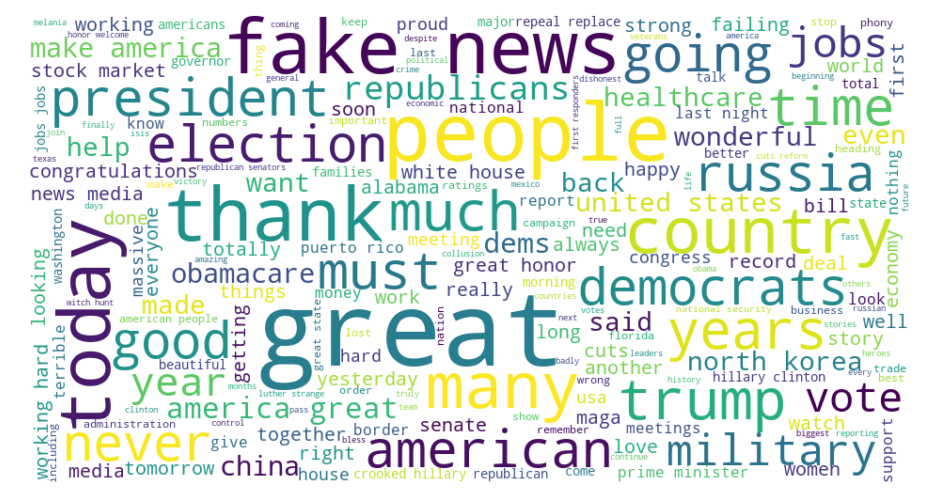 melania
working
americans
proud
major
repeal replace
coming
keep
despite
stop
phony
america
fake news
going
jobs
honor welcome
make america
governor
thing
last
political
strong
failing
veterans
stock market
crime
dishonest
talk
world
first
beginning
total
jobs jobs
president
soon
general
republicans
national
economic
first responders
healthcare
time
know
numbers
important
last night
join
finally
isis
election
people
full
wonderful
even
help
better
cuts reform
heading
texas
republican senators
white house
happy
russia
congratulations
make
victory
families
ratings
mexico
life
nothing
future
news media
days
want
alabama
report
back
united states
bill
state
thank
much
campaign
true
need
country
fast
done
washington
massive
everyone
totally
puerto rico
meeting
dems
always
amazing
collusion
congress
record
deal
economy
today
looking
obamacare
must
great honor
morning
obama
others
witch hunt
things
money
work
really
countries
democrats
look
terrible
made
getting
great
nation
votes
business
russian
american people
good
great state
lost
next
long
national security
said
years
well
florida
stories
story
beautiful
hard
badly
leaders
cuts
another
north korea
every
trade
heroes
working hard
year
yesterday
many
wrong
hillary clinton
best
months
luther strange
order
truly
usa
history
clinton
pass
team
trump
vote
including
america
great
show
maga
administration
control
together
border
senate
remember
meetings
watch
biggest
reporting
never
give
bless
american
love
military
support
right
continue
media
tomorrow
china
house
crooked hillary
republican
come
prime minister
women